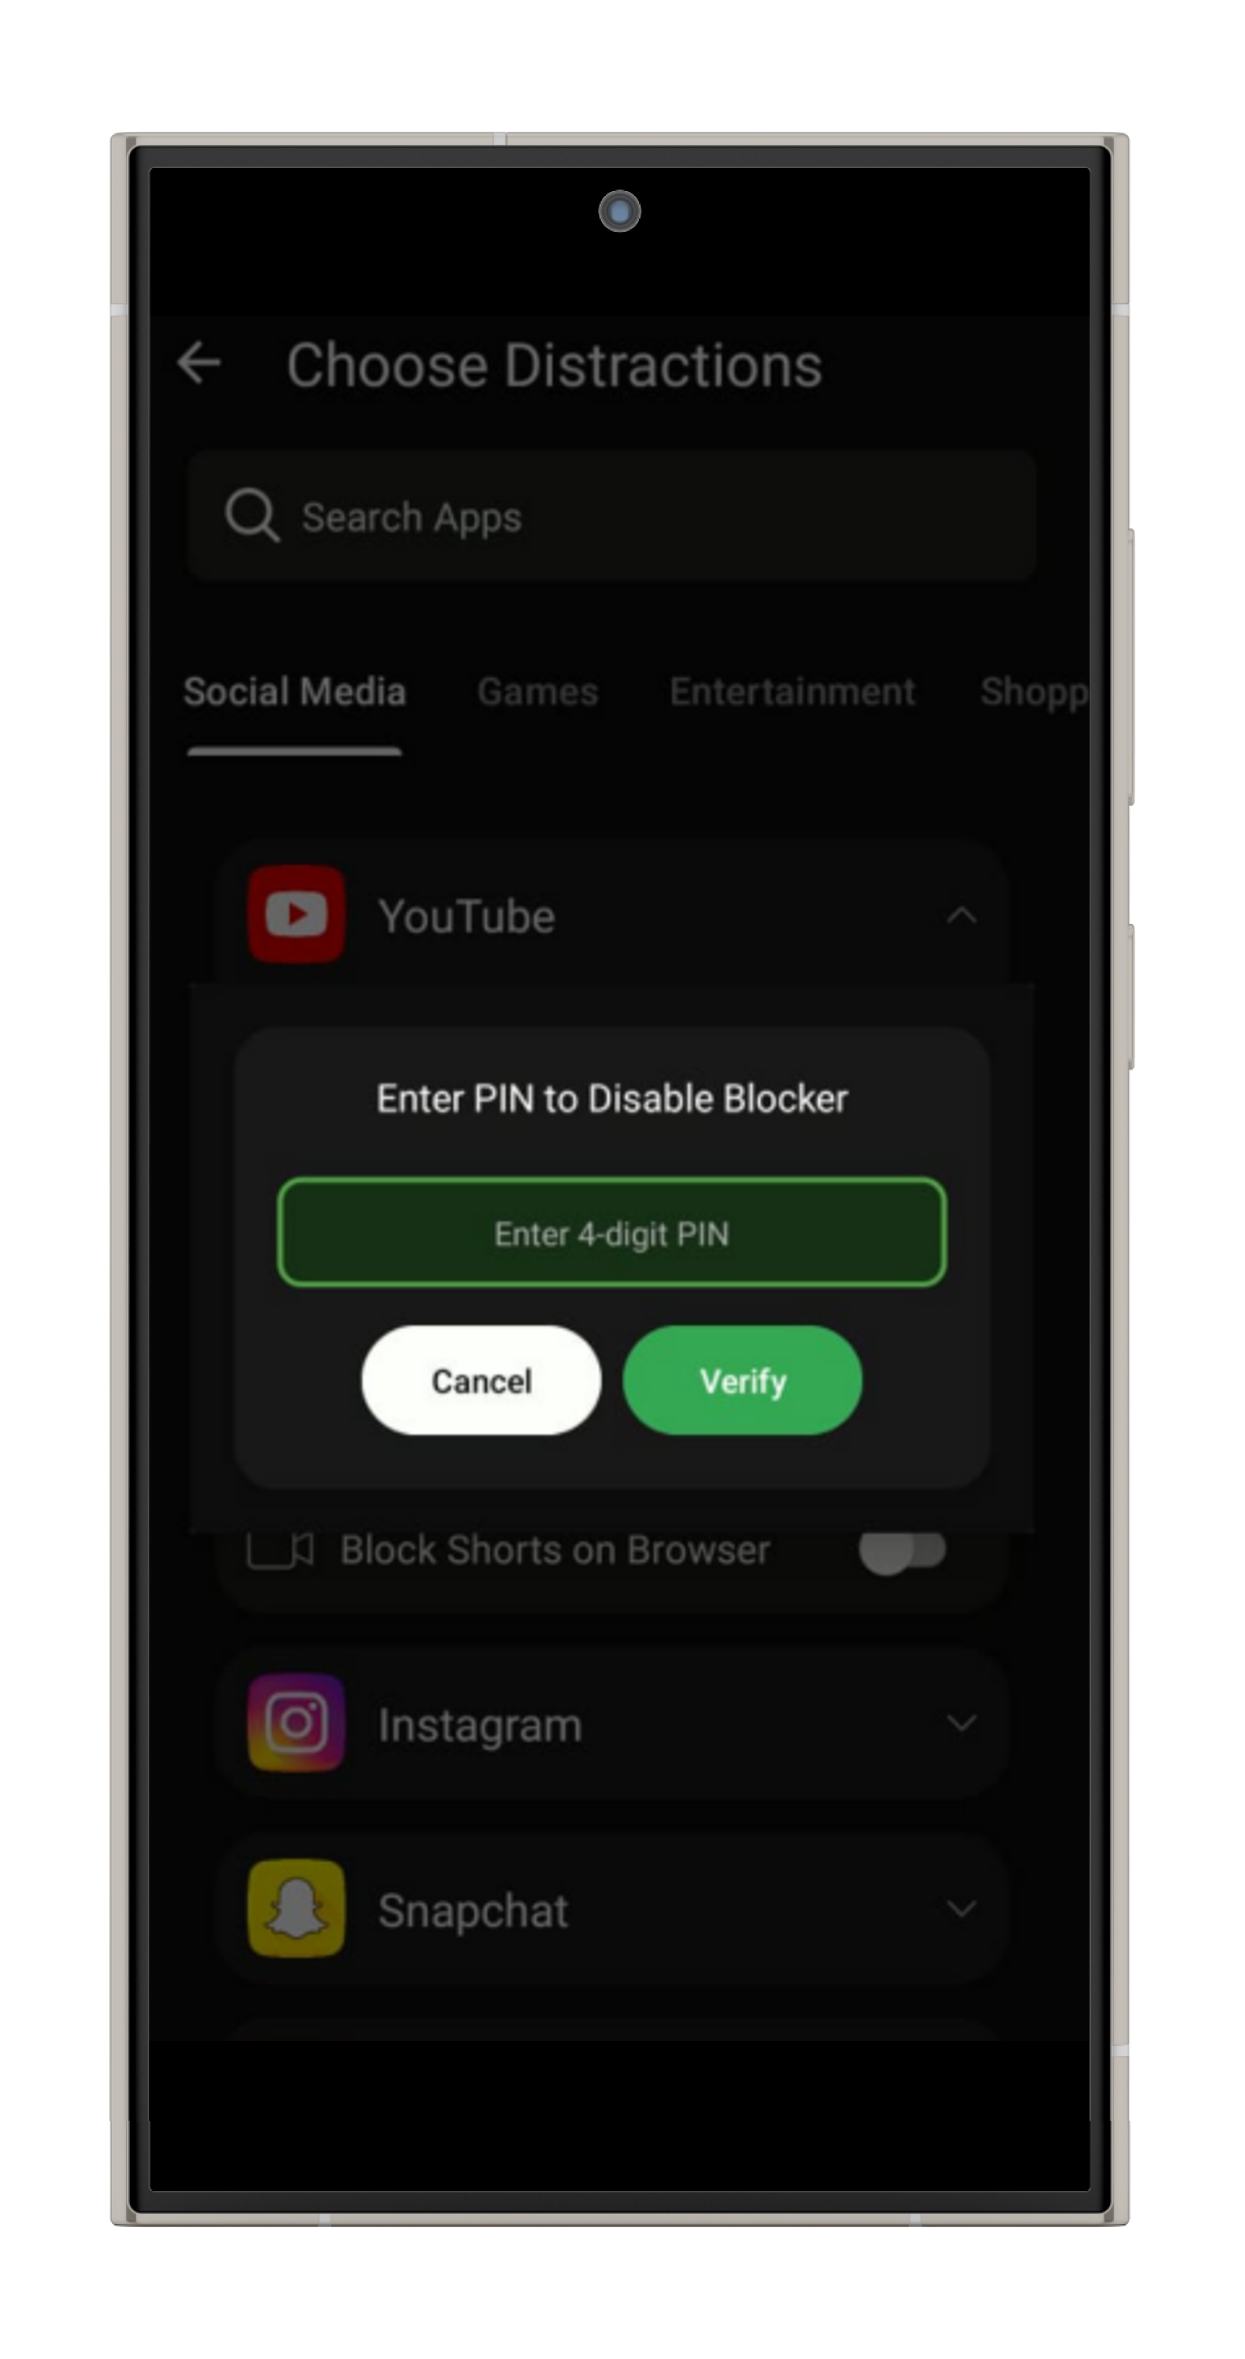 Choose Distractions
Search Apps
Social Media Games Entertainment Shopp
YouTube
Enter PIN to Disable Blocker
Enter 4-digit PIN
Cancel Verify
Block Shorts on Browser
Instagram
Snapchat